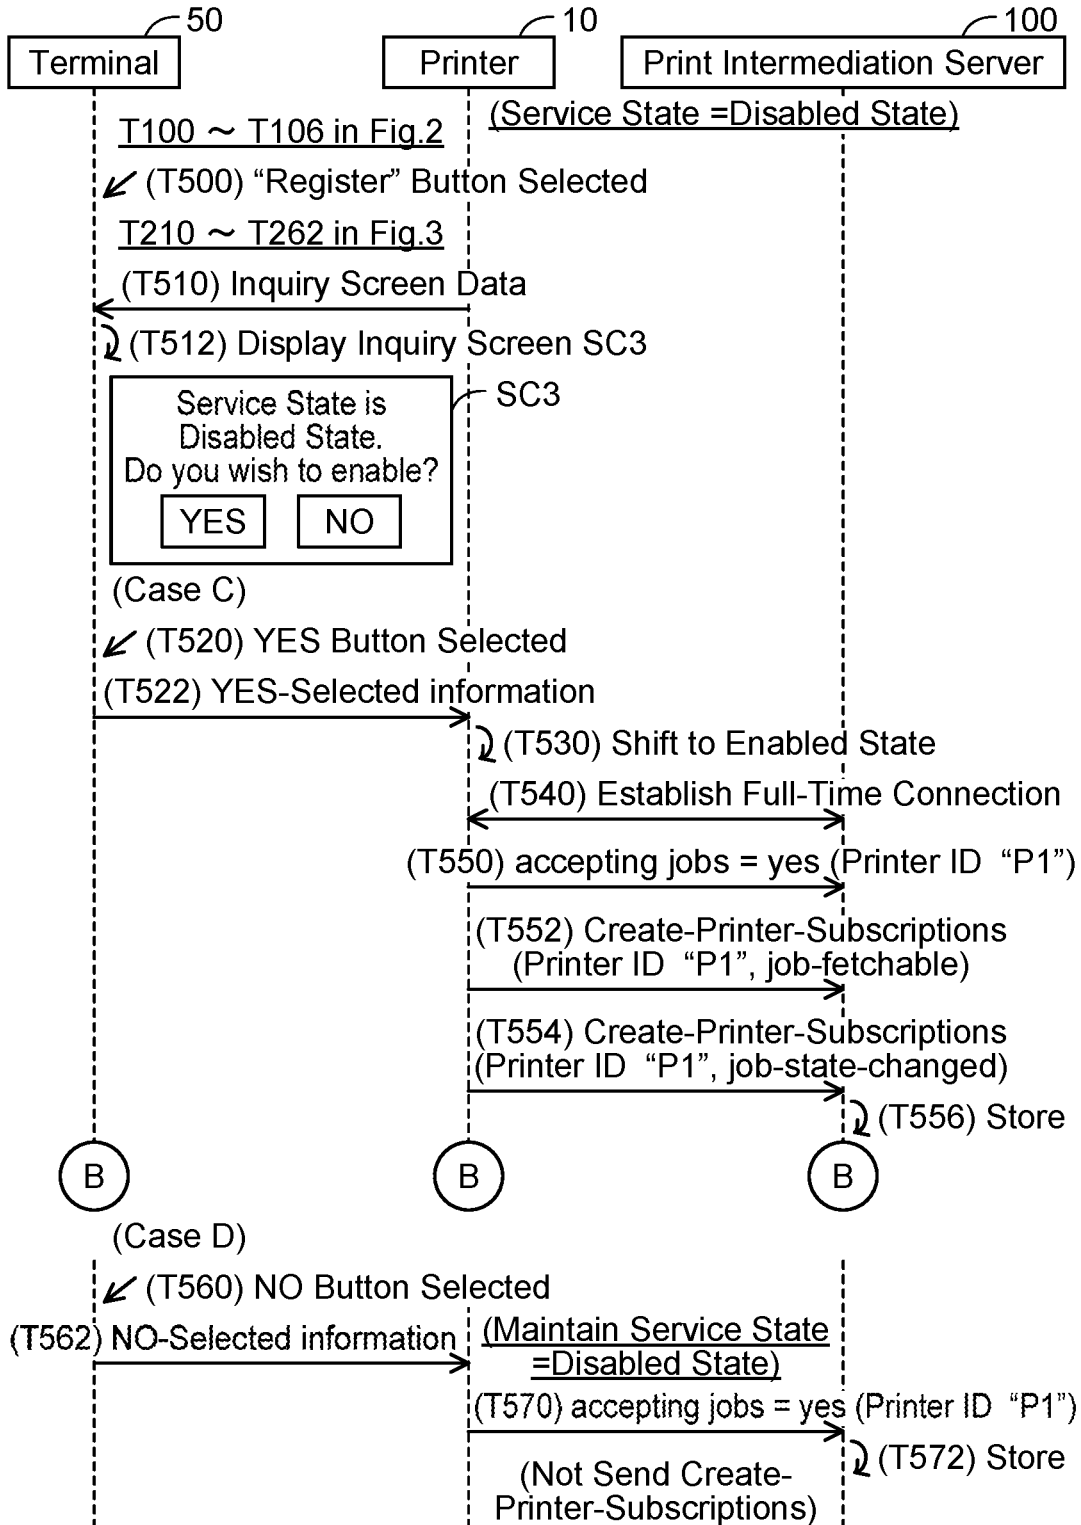 50
10
100
Terminal
Printer
Print Intermediation Server
(Service State =Disabled State)
T100 ~ T106 in Fig.2
(T500) “Register” Button Selected
T210 ~ T262 in Fig.3
(T510) Inquiry Screen Data
(T512) Display Inquiry Screen SC3
SC3
Service State is
Disabled State.
Do you wish to enable?
YES
NO
(Case C)
(T520) YES Button Selected
(T522) YES-Selected information
(T530) Shift to Enabled State
(T540) Establish Full-Time Connection
(T550) accepting jobs = yes (Printer ID “P1”)
(T552) Create-Printer-Subscriptions
(Printer ID “P1”, job-fetchable)
(T554) Create-Printer-Subscriptions
(Printer ID “P1”, job-state-changed)
(T556) Store
B
B
B
(Case D)
(T560) NO Button Selected
(T562) NO-Selected information
(Maintain Service State
=Disabled State)
(T570) accepting jobs = yes (Printer ID “P1”)
(T572) Store
(Not Send Create-
Printer-Subscriptions)